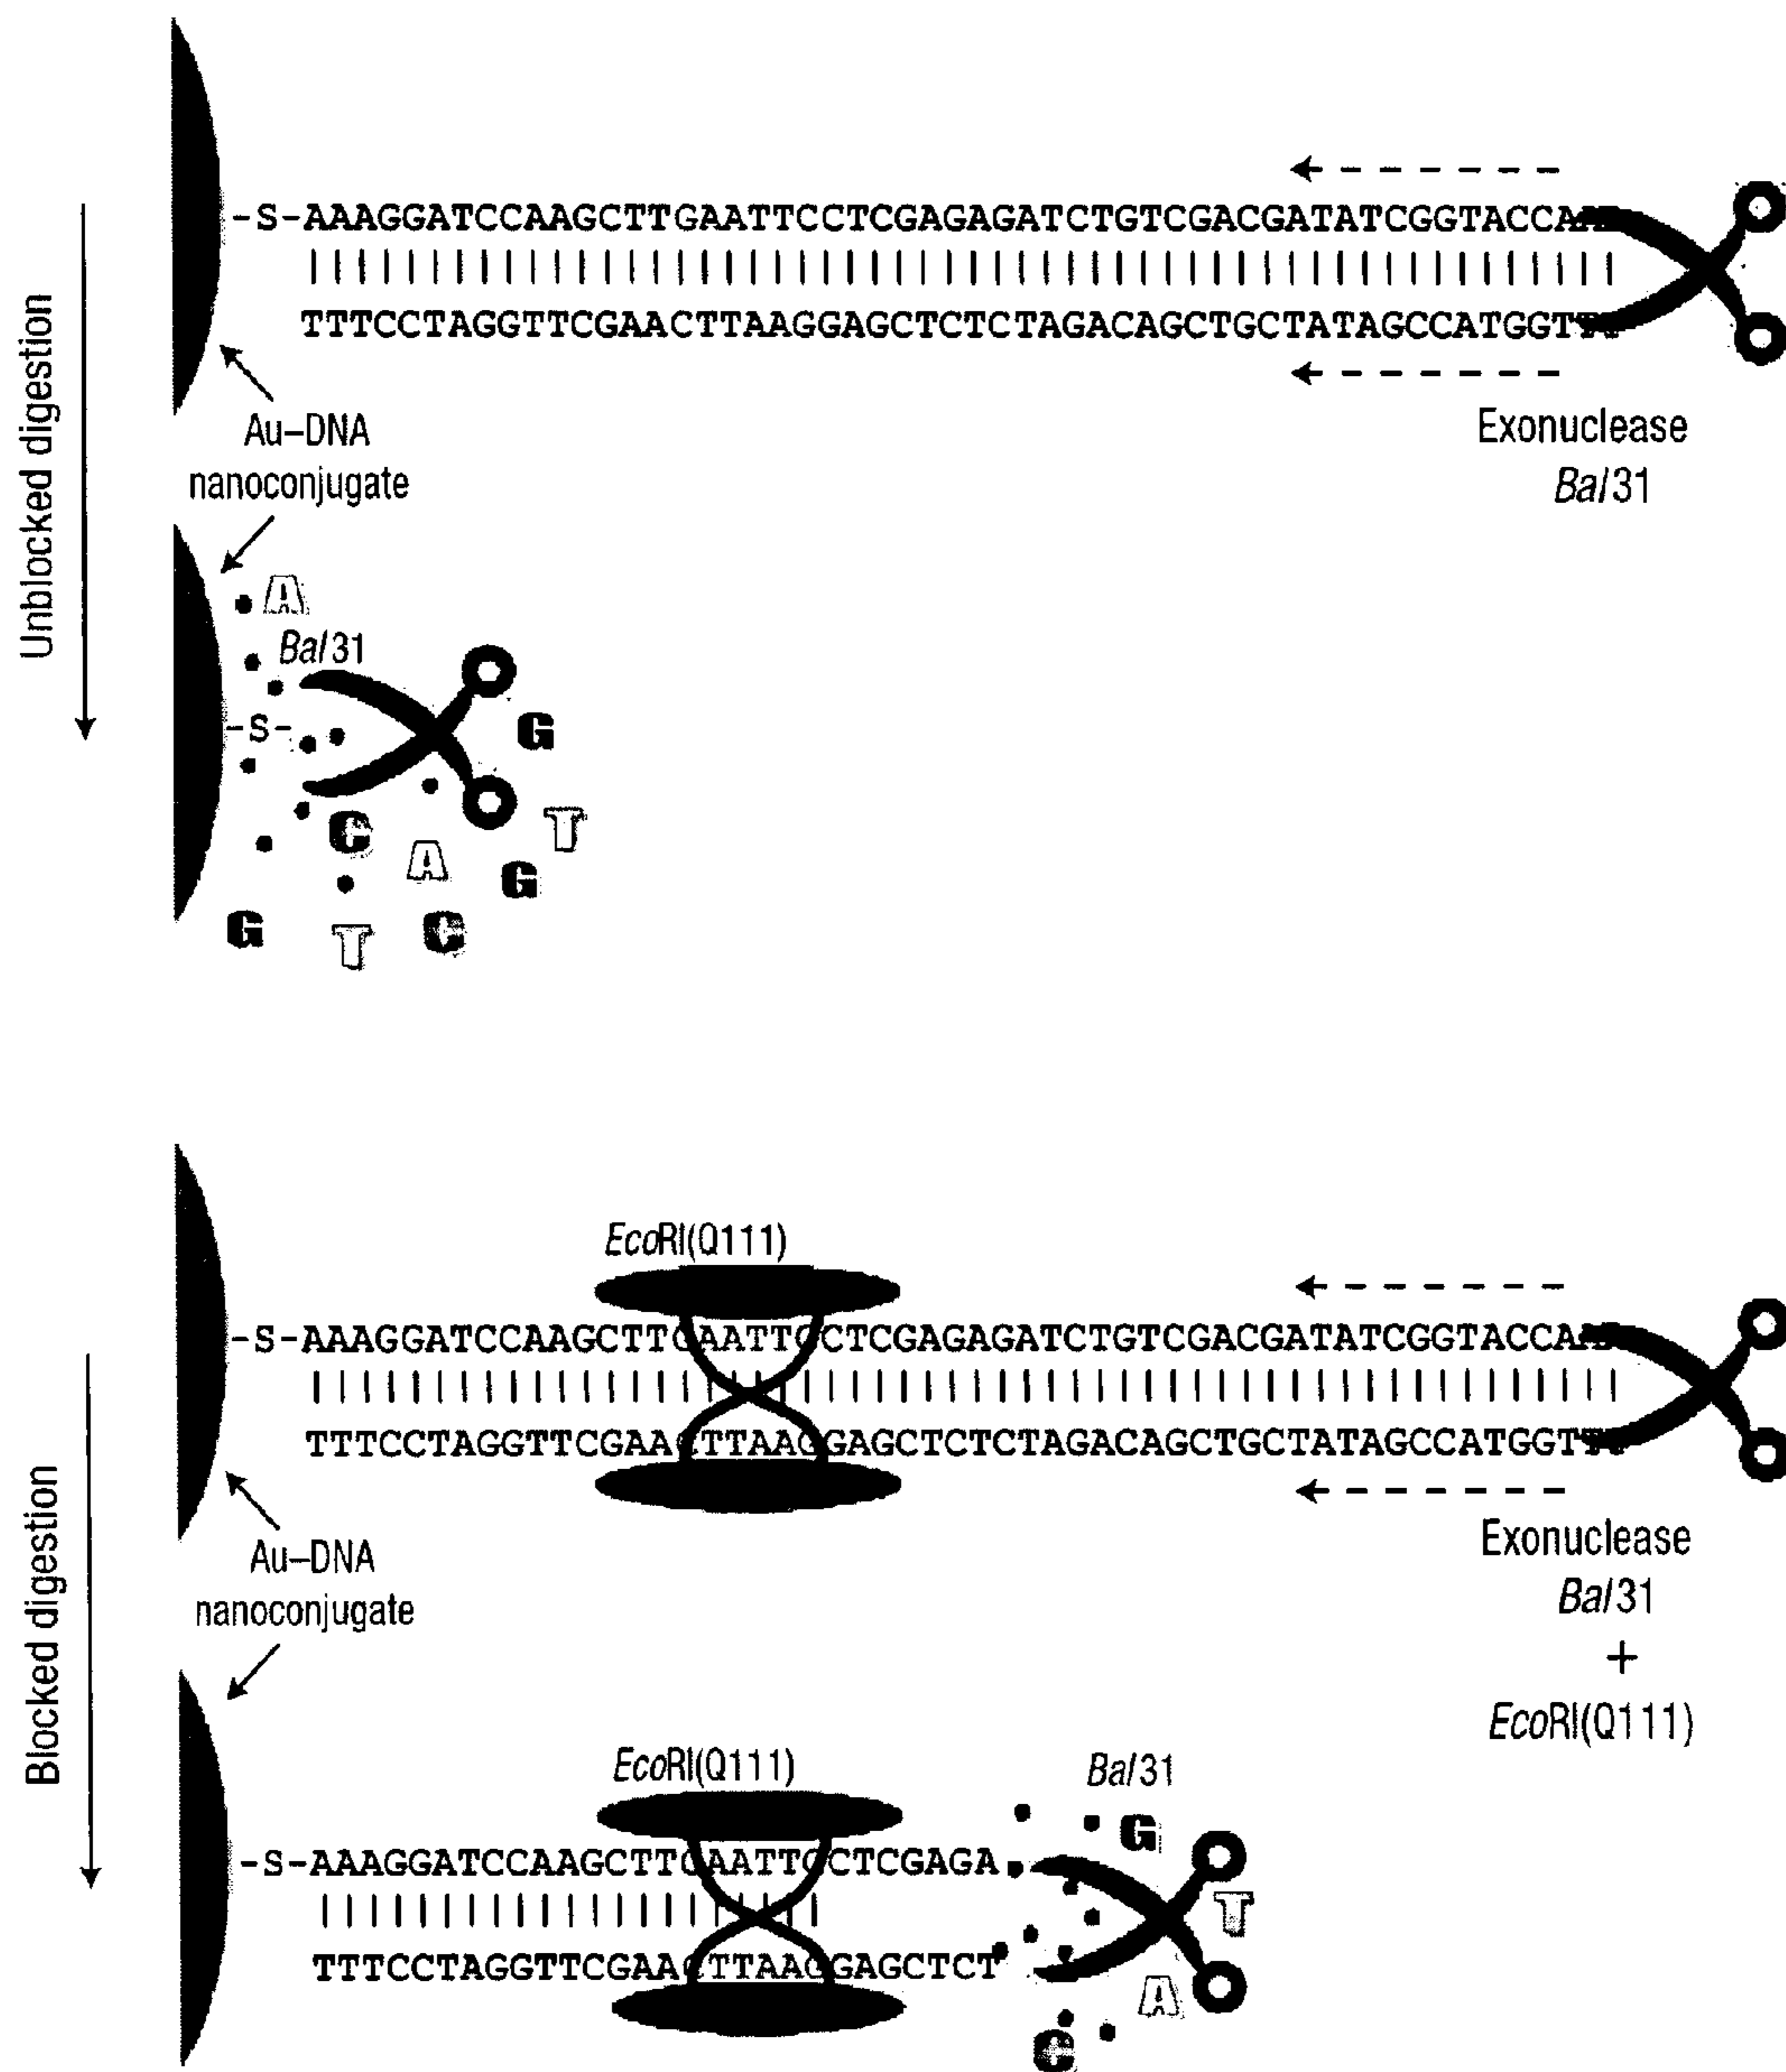 Unblocked digestion
-S-AAAGGATCCAAGCTTGAATTCCTCGAGAGATCTGTCGACGATATCGGTACCA
TTTCCTAGGTTCGAACTTAAGGAGCTCTCTAGACAGCTGCTATAGCCATGGT
Au–DNA
nanoconjugate
Exonuclease
Bal31
A
Bal31
-S-
G
T
C
A
G
G
T
C
Blocked digestion
EcoRI(Q111)
-S-AAAGGATCCAAGCTTGAATTCCTCGAGAGATCTGTCGACGATATCGGTACCA
TTTCCTAGGTTCGAACTTAAGGAGCTCTCTAGACAGCTGCTATAGCCATGGT
Au–DNA
nanoconjugate
Exonuclease
Bal31
+
EcoRI(Q111)
EcoRI(Q111)
Bal31
G
-S-AAAGGATCCAAGCTTGAATTCCTCGAGA
T
TTTCCTAGGTTCGAACTTAAGGAGCTCT
A
C